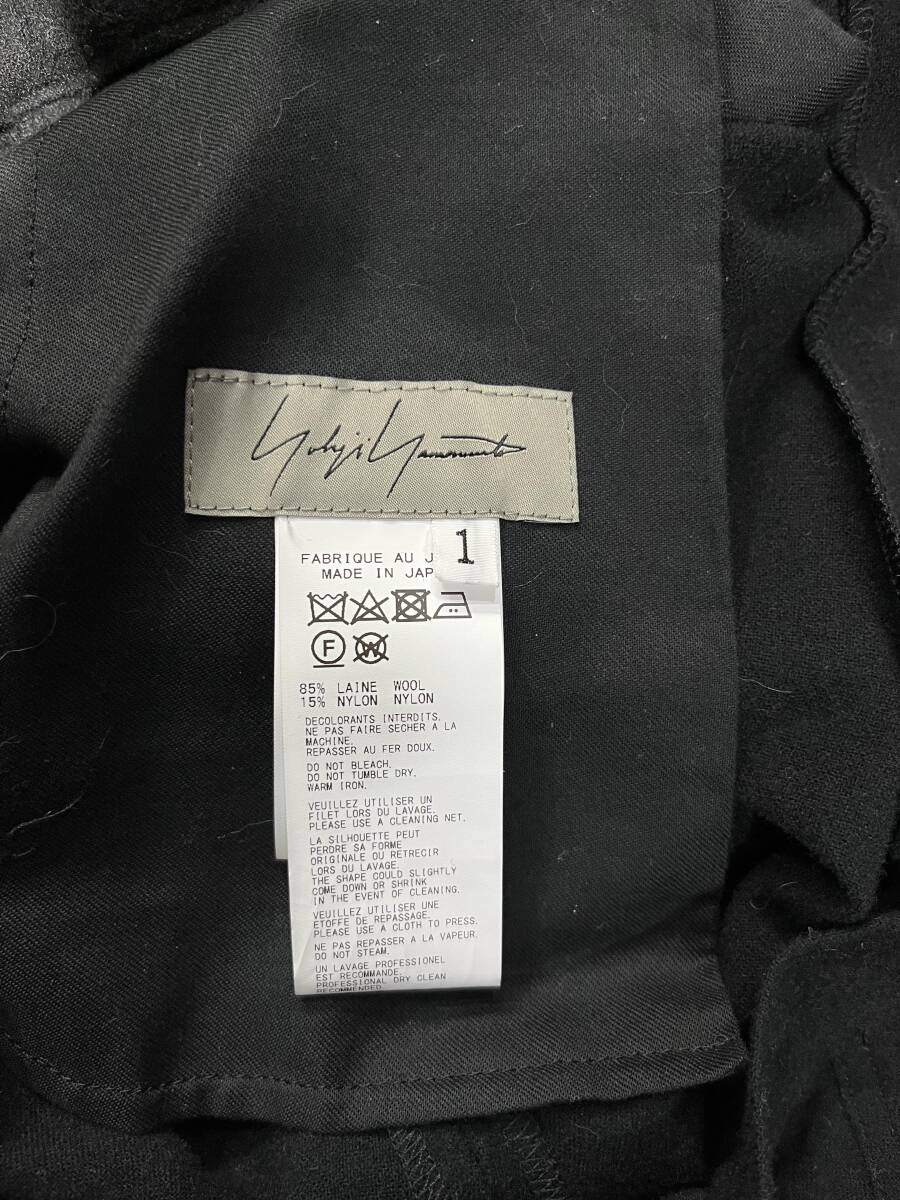 Yohji Yamamoto
1
FABRIQUE AU J
MADE IN JAP
F W
85% LAINE WOOL
15% NYLON NYLON
DECOLORANTS INTERDITS.
NE PAS FAIRE SECHER A LA
MACHINE.
REPASSER AU FER DOUX.
DO NOT BLEACH.
DO NOT TUMBLE DRY.
WARM IRON.
VEUILLEZ UTILISER UN
FILET LORS DU LAVAGE.
PLEASE USE A CLEANING NET.
LA SILHOUETTE PEUT
PERDRE SA FORME
ORIGINALE OU RETRECIR
LORS DU LAVAGE.
THE SHAPE COULD SLIGHTLY
COME DOWN OR SHRINK
IN THE EVENT OF CLEANING.
VEUILLEZ UTILISER UNE
ETOFFE DE REPASSAGE.
PLEASE USE A CLOTH TO PRESS.
NE PAS REPASSER A LA VAPEUR.
DO NOT STEAM.
UN LAVAGE PROFESSIONEL
EST RECOMMANDE.
PROFESSIONAL DRY CLEAN
RECOMMENDED.